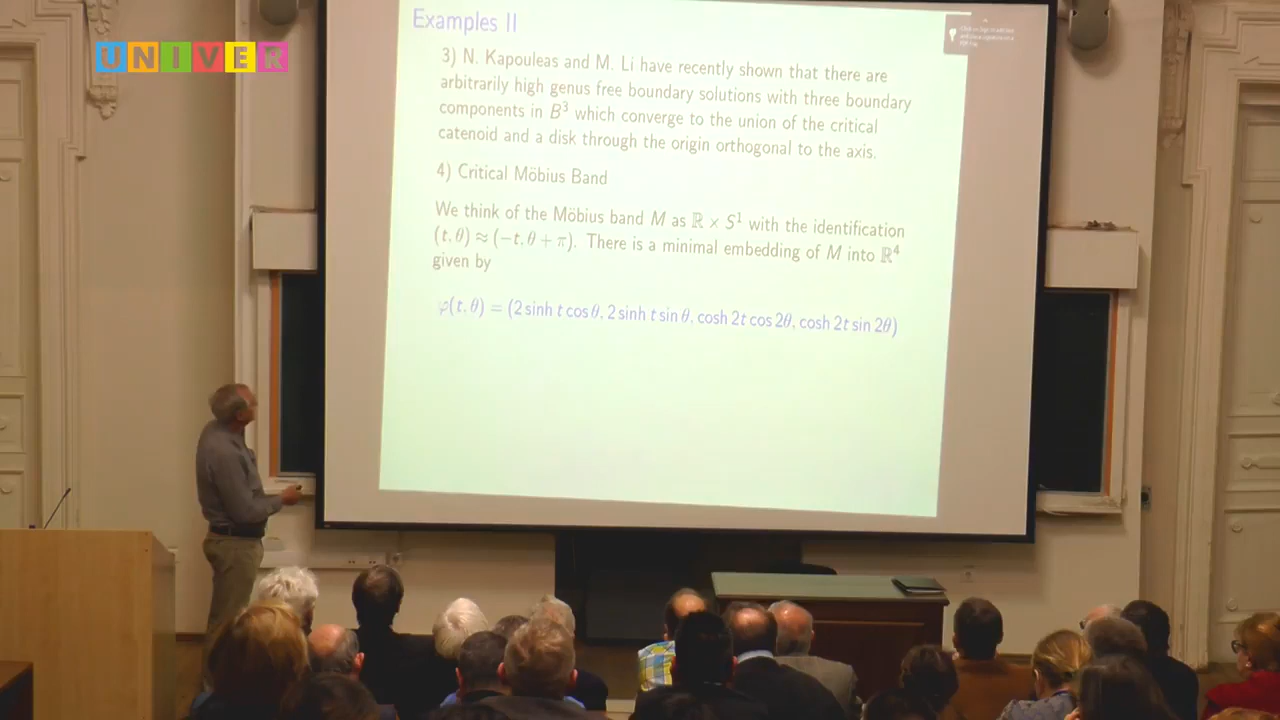 UNIVER
Examples II
3) N. Kapouleas and M. Li have recently shown that there are
arbitrarily high genus free boundary solutions with three boundary
components in B³ which converge to the union of the critical
catenoid and a disk through the origin orthogonal to the axis.
4) Critical Möbius Band
We think of the Möbius band M as ℝ × S¹ with the identification
(t, θ) ≈ (−t, θ + π). There is a minimal embedding of M into ℝ⁴
given by
φ(t, θ) = (2 sinh t cos θ, 2 sinh t sin θ, cosh 2t cos 2θ, cosh 2t sin 2θ)